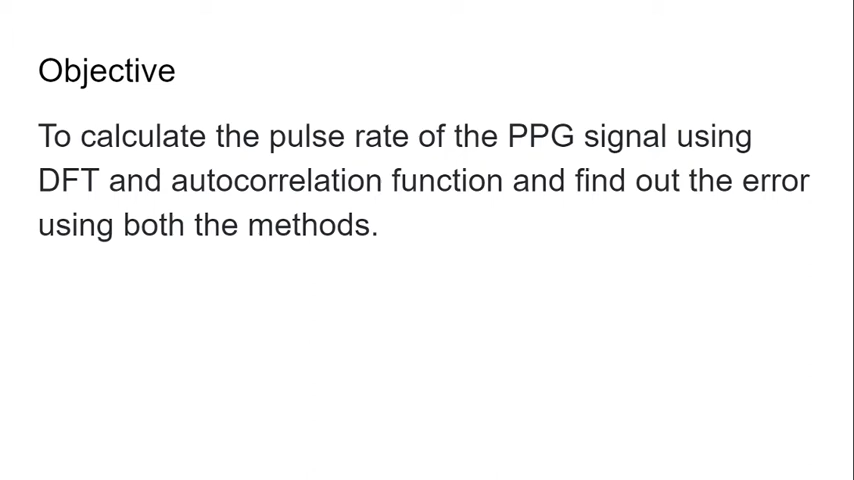 Objective
To calculate the pulse rate of the PPG signal using
DFT and autocorrelation function and find out the error
using both the methods.